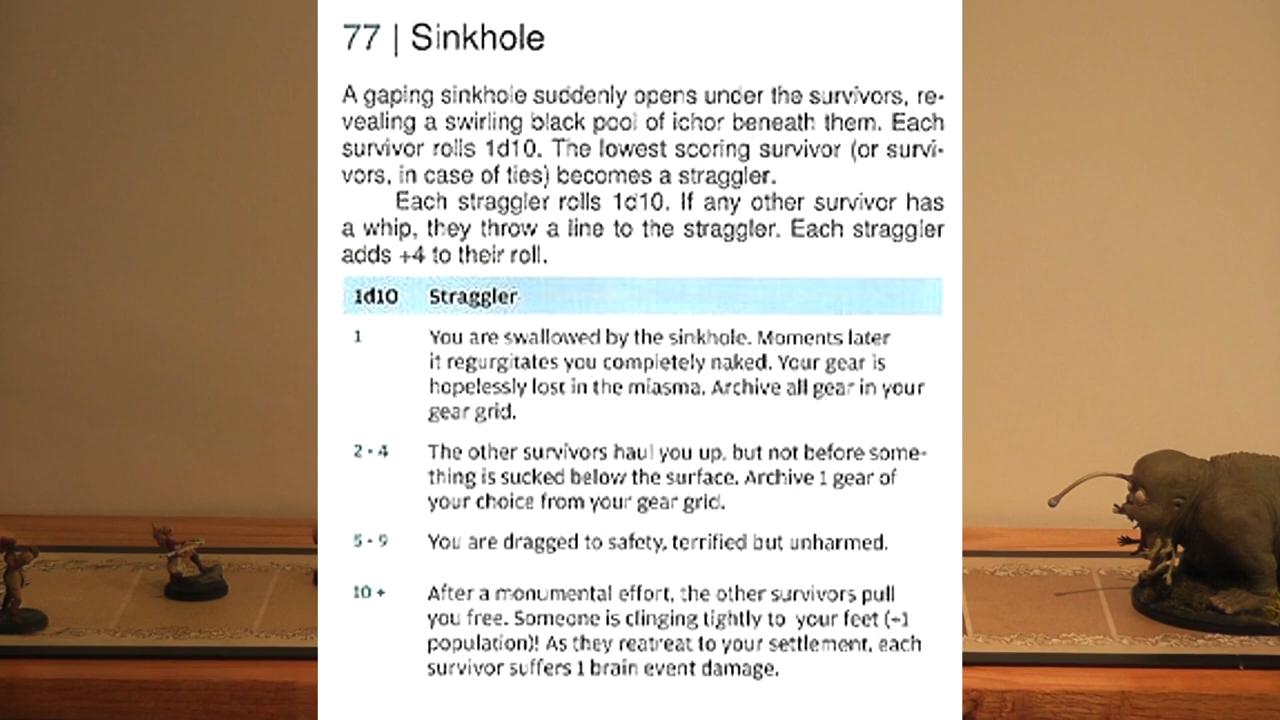 77 | Sinkhole
A gaping sinkhole suddenly opens under the survivors, re-
vealing a swirling black pool of ichor beneath them. Each
survivor rolls 1d10. The lowest scoring survivor (or survi-
vors, in case of ties) becomes a straggler.
Each straggler rolls 1d10. If any other survivor has
a whip, they throw a line to the straggler. Each straggler
adds +4 to their roll.
1d10 Straggler
1 You are swallowed by the sinkhole. Moments later
it regurgitates you completely naked. Your gear is
hopelessly lost in the miasma. Archive all gear in your
gear grid.
2 - 4 The other survivors haul you up, but not before some-
thing is sucked below the surface. Archive 1 gear of
your choice from your gear grid.
5 - 9 You are dragged to safety, terrified but unharmed.
10 + After a monumental effort, the other survivors pull
you free. Someone is clinging tightly to your feet (+1
population)! As they reatreat to your settlement, each
survivor suffers 1 brain event damage.